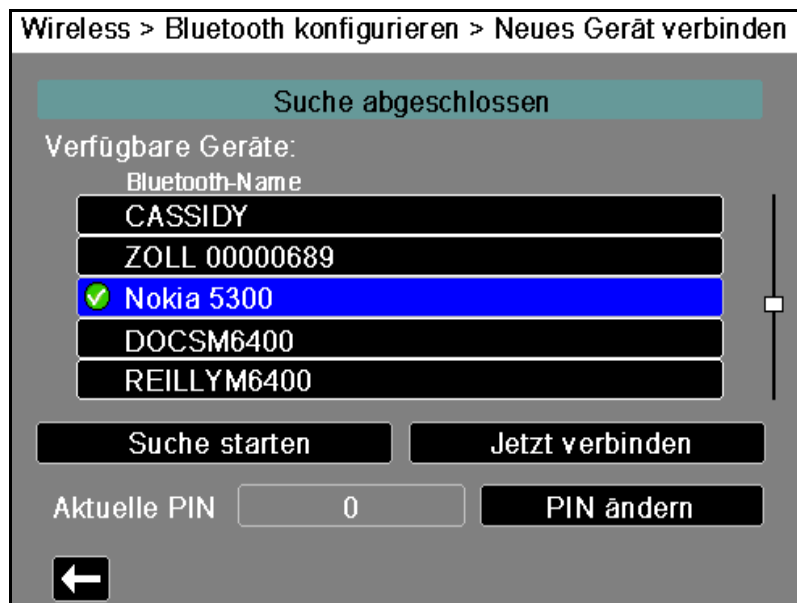 Wireless > Bluetooth konfigurieren > Neues Gerät verbinden
Suche abgeschlossen
Verfügbare Geräte:
Bluetooth-Name
CASSIDY
ZOLL 00000689
Nokia 5300
DOCSM6400
REILLYM6400
Suche starten
Jetzt verbinden
Aktuelle PIN
0
PIN ändern